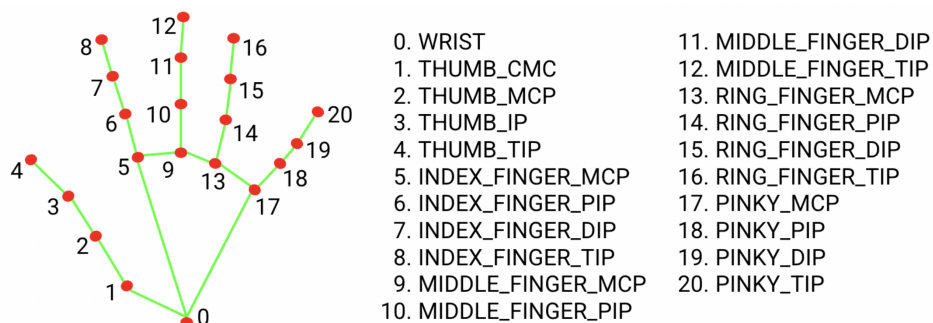 12
8
16
11
7
15
6
10
20
14
4
5
9
19
13
18
3
17
2
1
0
0. WRIST
1. THUMB_CMC
2. THUMB_MCP
3. THUMB_IP
4. THUMB_TIP
5. INDEX_FINGER_MCP
6. INDEX_FINGER_PIP
7. INDEX_FINGER_DIP
8. INDEX_FINGER_TIP
9. MIDDLE_FINGER_MCP
10. MIDDLE_FINGER_PIP
11. MIDDLE_FINGER_DIP
12. MIDDLE_FINGER_TIP
13. RING_FINGER_MCP
14. RING_FINGER_PIP
15. RING_FINGER_DIP
16. RING_FINGER_TIP
17. PINKY_MCP
18. PINKY_PIP
19. PINKY_DIP
20. PINKY_TIP